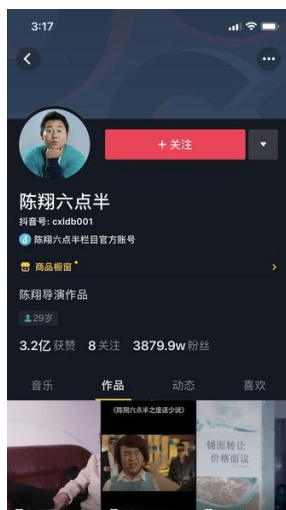 3:17
+ 关注
陈翔六点半
抖音号: cxldb001
陈翔六点半栏目官方账号
商品橱窗
陈翔导演作品
29岁
3.2亿 获赞 8 关注 3879.9w 粉丝
音乐 作品 动态 喜欢
《陈翔六点半之废话少说》
铺面转让
价格面议